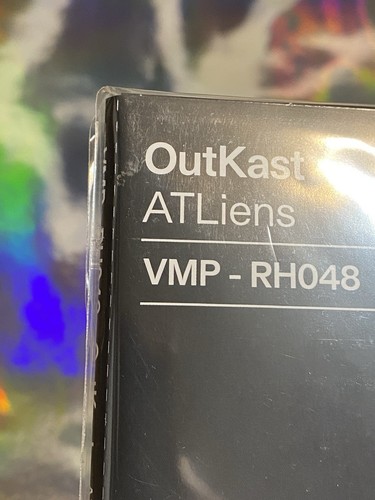 OutKast
ATLiens
VMP - RH048